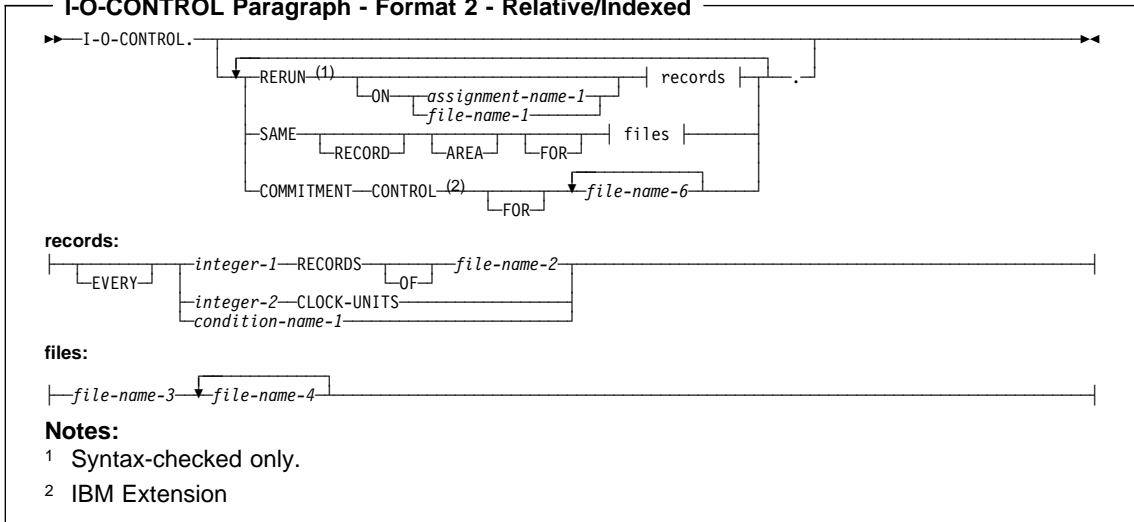 I-O-CONTROL Paragraph - Format 2 - Relative/Indexed
I-O-CONTROL.
RERUN (1) records .
ON assignment-name-1
file-name-1
SAME files
RECORD AREA FOR
COMMITMENT CONTROL (2) file-name-6
FOR
records:
integer-1 RECORDS file-name-2
EVERY OF
integer-2 CLOCK-UNITS
condition-name-1
files:
file-name-3 file-name-4
Notes:
1 Syntax-checked only.
2 IBM Extension